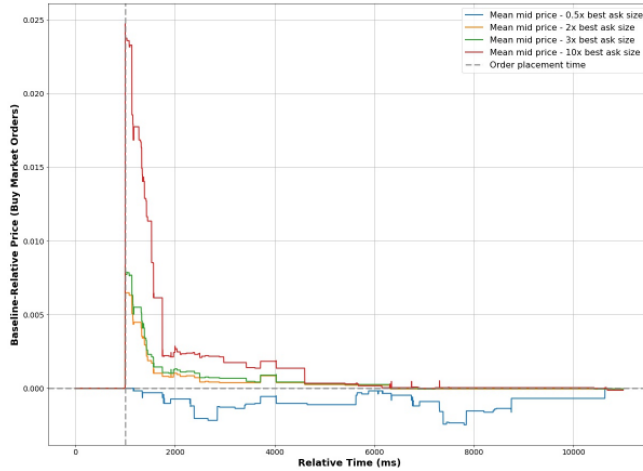 0.025
0.020
0.015
0.010
0.005
0.000
Baseline-Relative Price (Buy Market Orders)
Mean mid price - 0.5x best ask size
Mean mid price - 2x best ask size
Mean mid price - 3x best ask size
Mean mid price - 10x best ask size
Order placement time
0
2000
4000
6000
8000
10000
Relative Time (ms)